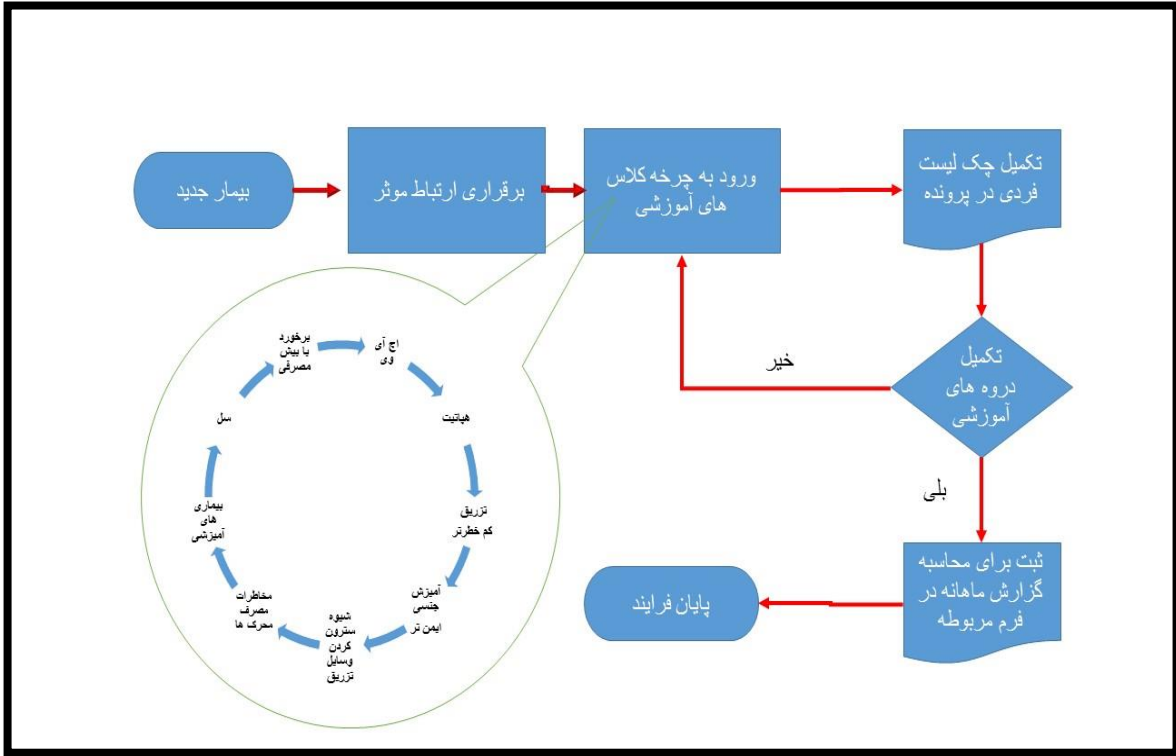 بیمار جدید
برقراری ارتباط موثر
ورود به چرخه کلاس
های آموزشی
تکمیل چک لیست
فردی در پرونده
تکمیل
دروه های
آموزشی
خیر
بلی
ثبت برای محاسبه
گزارش ماهانه در
فرم مربوطه
پایان فرایند
اچ آی
وی
هپاتیت
تزریق
کم خطرتر
آمیزش
جنسی
ایمن تر
شیوه
سترون
کردن
وسایل
تزریق
مخاطرات
مصرف
محرک ها
بیماری
های
آمیزشی
سل
برخورد
با بیش
مصرفی